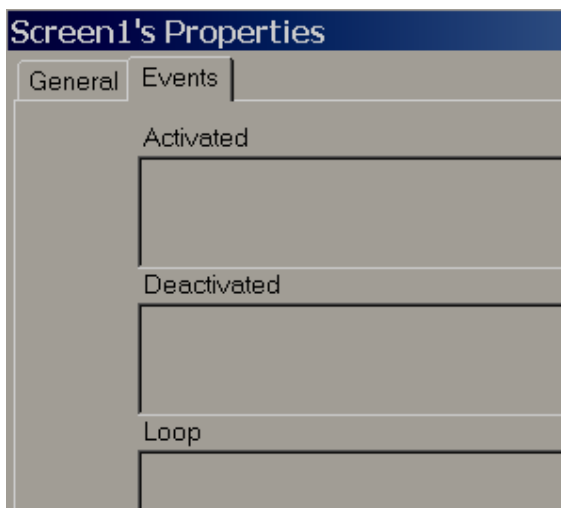 Screen1's Properties
General Events
Activated
Deactivated
Loop